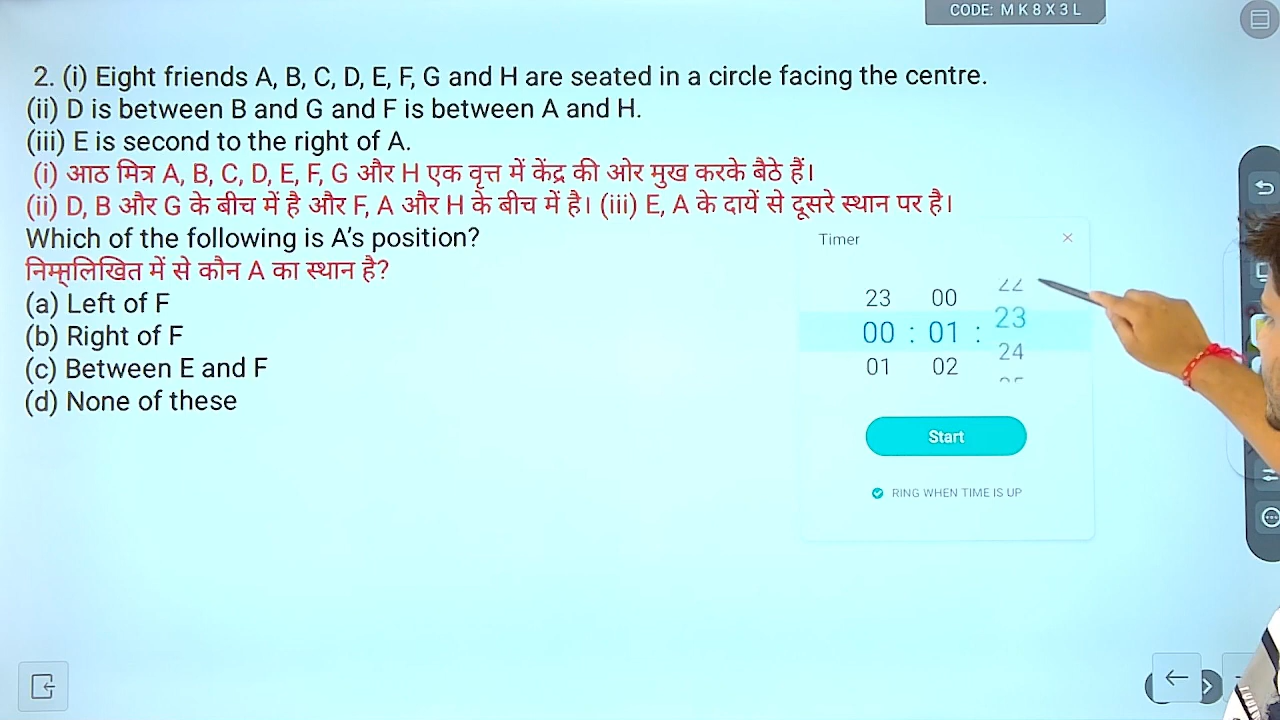 CODE: M K 8 X 3 L
2. (i) Eight friends A, B, C, D, E, F, G and H are seated in a circle facing the centre.
(ii) D is between B and G and F is between A and H.
(iii) E is second to the right of A.
(i) आठ मित्र A, B, C, D, E, F, G और H एक वृत्त में केंद्र की ओर मुख करके बैठे हैं।
(ii) D, B और G के बीच में है और F, A और H के बीच में है। (iii) E, A के दायें से दूसरे स्थान पर है।
Which of the following is A's position?
निम्नलिखित में से कौन A का स्थान है?
(a) Left of F
(b) Right of F
(c) Between E and F
(d) None of these
Timer
22
23 00
00 : 01 : 23
01 02 24
Start
RING WHEN TIME IS UP